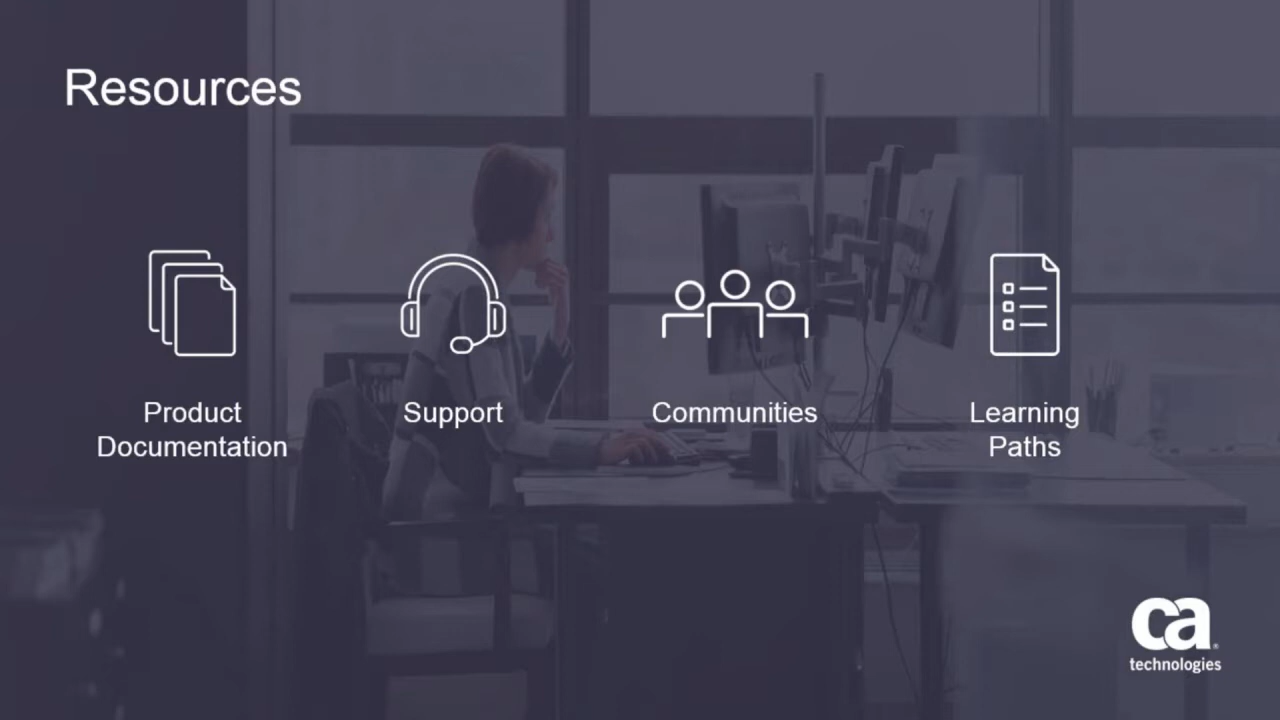 Resources
Product
Documentation
Support
Communities
Learning
Paths
ca
technologies